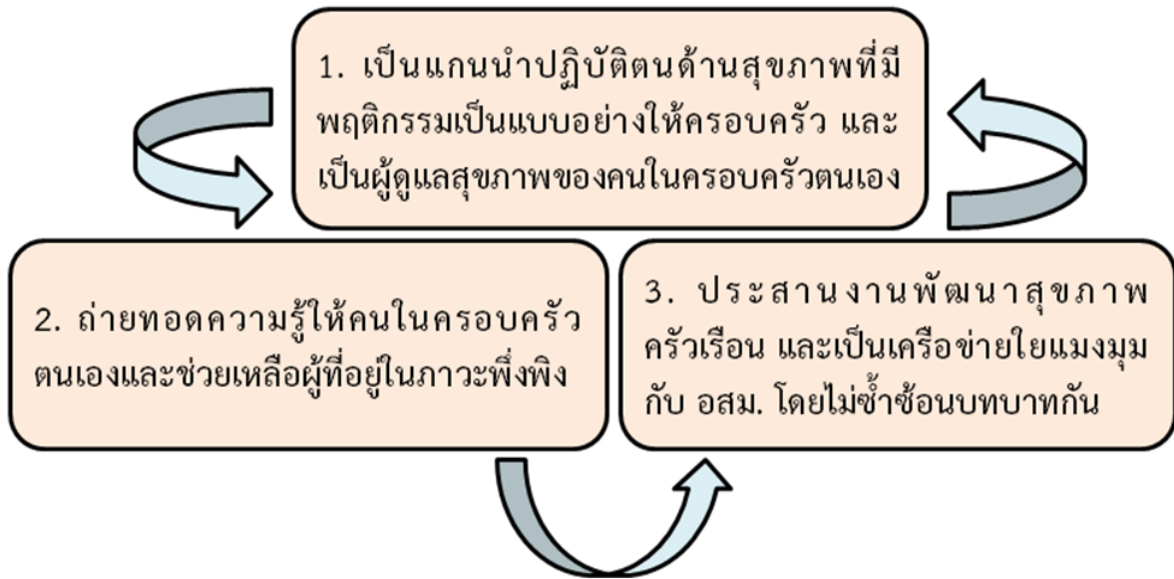 1. เป็นแกนนำปฏิบัติตนด้านสุขภาพที่มี
พฤติกรรมเป็นแบบอย่างให้ครอบครัว และ
เป็นผู้ดูแลสุขภาพของคนในครอบครัวตนเอง
2. ถ่ายทอดความรู้ให้คนในครอบครัว
ตนเองและช่วยเหลือผู้ที่อยู่ในภาวะพึ่งพิง
3. ประสานงานพัฒนาสุขภาพ
ครัวเรือน และเป็นเครือข่ายใยแมงมุม
กับ อสม. โดยไม่ซ้ำซ้อนบทบาทกัน